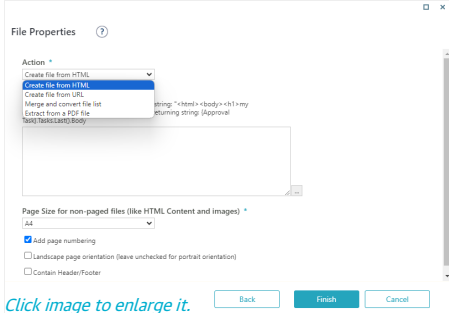 File Properties ?
Action *
Create file from HTML
Create file from HTML
Create file from URL
Merge and convert file list
Extract from a PDF file
string: "<html><body><h1>my
returning string: {Approval
Task}.Tasks.Last().Body
...
Page Size for non-paged files (like HTML Content and images) *
A4
Add page numbering
Landscape page orientation (leave unchecked for portrait orientation)
Contain Header/Footer
Click image to enlarge it.
Back
Finish
Cancel